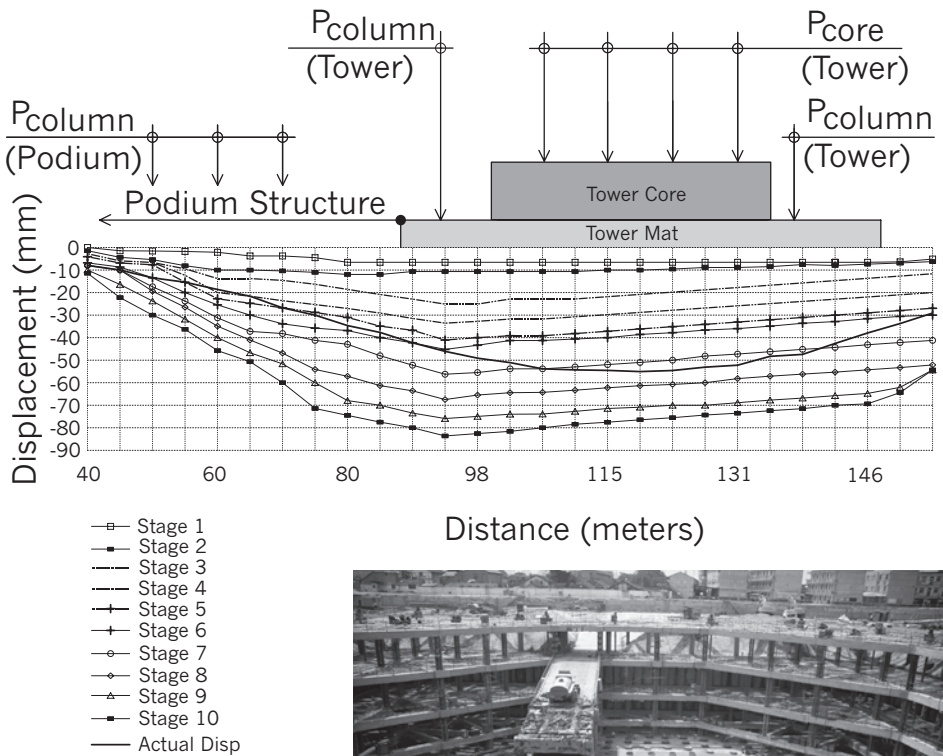 Pcolumn
(Tower)
Pcore
(Tower)
Pcolumn
(Podium)
Pcolumn
(Tower)
Podium Structure
Tower Core
Tower Mat
Displacement (mm)
0
-10
-20
-30
-40
-50
-60
-70
-80
-90
40 60 80 98 115 131 146
Distance (meters)
Stage 1
Stage 2
Stage 3
Stage 4
Stage 5
Stage 6
Stage 7
Stage 8
Stage 9
Stage 10
Actual Disp